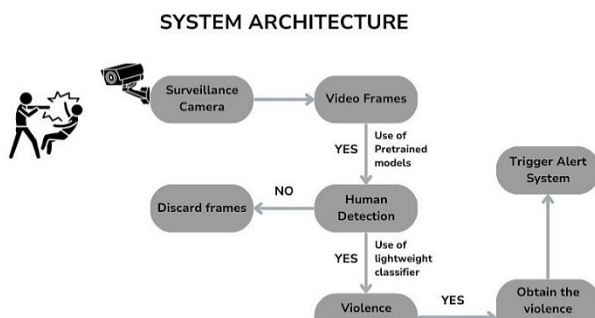 SYSTEM ARCHITECTURE
Surveillance
Camera
Video Frames
YES
Use of
Pretrained
models
Trigger Alert
System
NO
Discard frames
Human
Detection
YES
Use of
lightweight
classifier
Violence
YES
Obtain the
violence